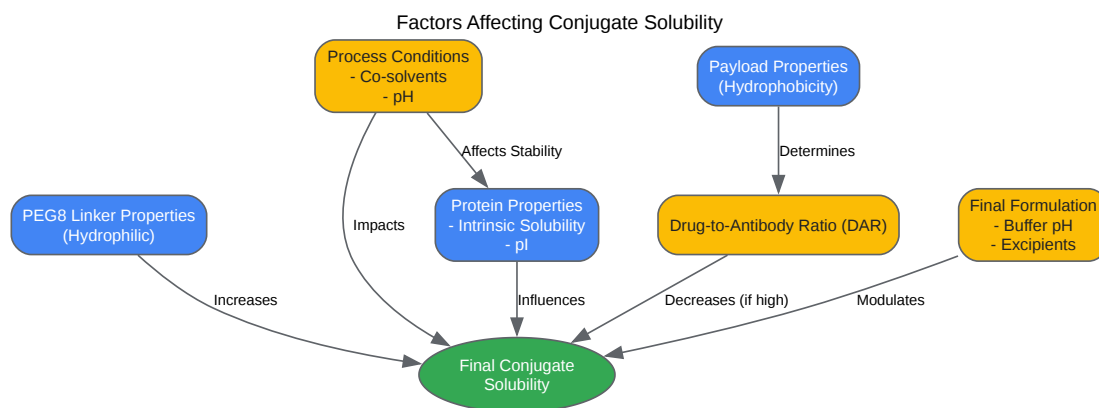 Factors Affecting Conjugate Solubility
Process Conditions
- Co-solvents
- pH
Payload Properties
(Hydrophobicity)
Affects Stability
Determines
PEG8 Linker Properties
(Hydrophilic)
Impacts
Protein Properties
- Intrinsic Solubility
- pI
Drug-to-Antibody Ratio (DAR)
Final Formulation
- Buffer pH
- Excipients
Increases
Influences
Decreases (if high)
Modulates
Final Conjugate
Solubility